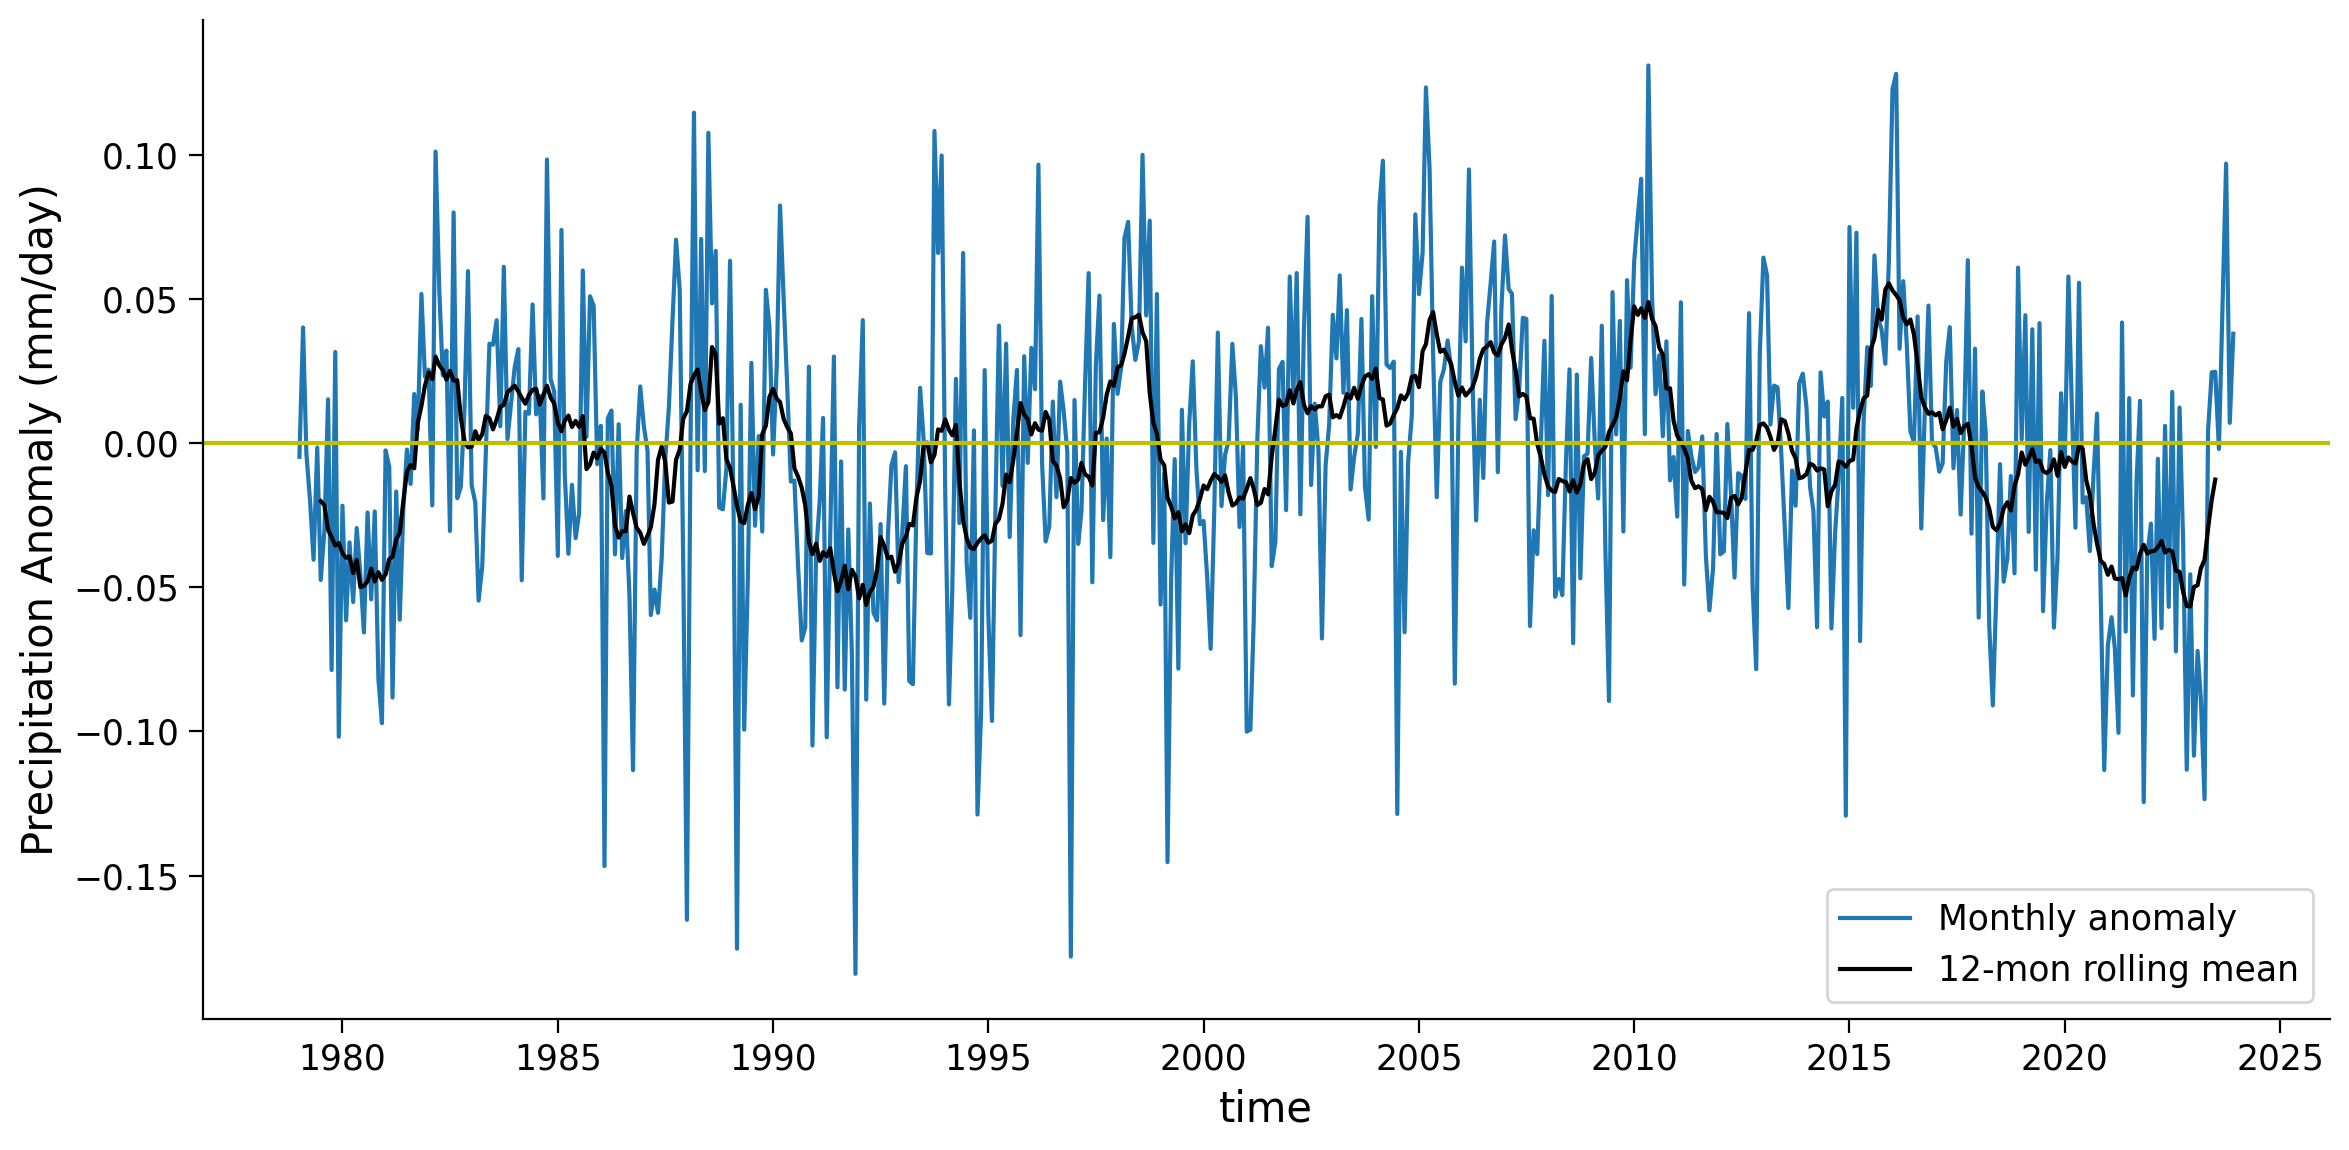 Precipitation Anomaly (mm/day)
0.10
0.05
0.00
−0.05
−0.10
−0.15
1980 1985 1990 1995 2000 2005 2010 2015 2020 2025
time
Monthly anomaly
12-mon rolling mean